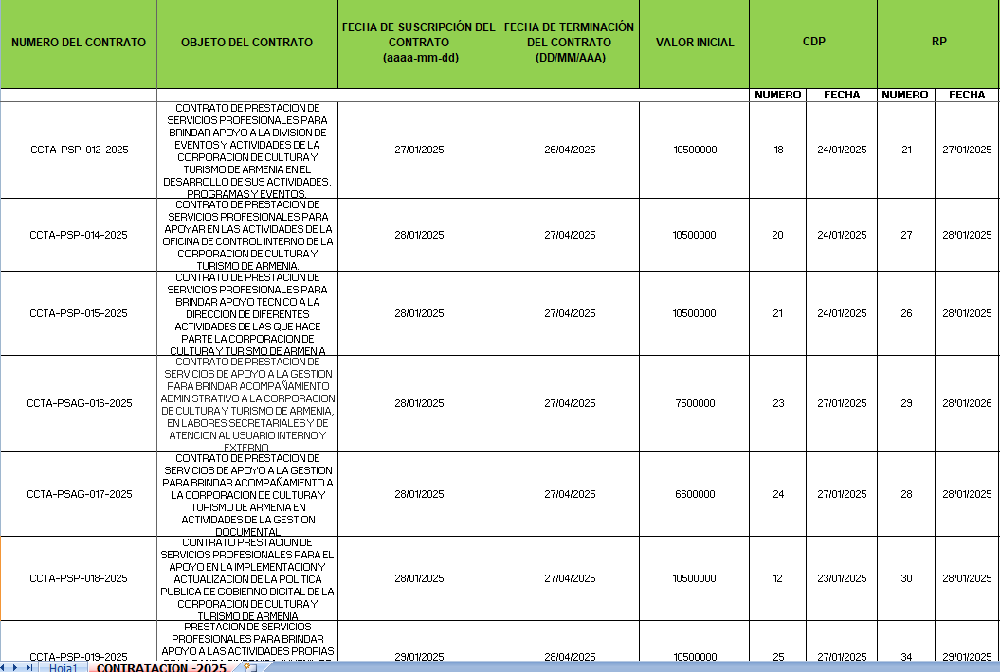 NUMERO DEL CONTRATO
OBJETO DEL CONTRATO
FECHA DE SUSCRIPCIÓN DEL
CONTRATO
(aaaa-mm-dd)
FECHA DE TERMINACIÓN
DEL CONTRATO
(DD/MM/AAA)
VALOR INICIAL
CDP
RP
NUMERO
FECHA
NUMERO
FECHA
CCTA-PSP-012-2025
CONTRATO DE PRESTACION DE
SERVICIOS PROFESIONALES PARA
BRINDAR APOYO A LA DIVISION DE
EVENTOS Y ACTIVIDADES DE LA
CORPORACION DE CULTURA Y
TURISMO DE ARMENIA EN EL
DESARROLLO DE SUS ACTIVIDADES,
PROGRAMAS Y EVENTOS.
27/01/2025
26/04/2025
10500000
18
24/01/2025
21
27/01/2025
CCTA-PSP-014-2025
CONTRATO DE PRESTACION DE
SERVICIOS PROFESIONALES PARA
APOYAR EN LAS ACTIVIDADES DE LA
OFICINA DE CONTROL INTERNO DE LA
CORPORACION DE CULTURA Y
TURISMO DE ARMENIA.
28/01/2025
27/04/2025
10500000
20
24/01/2025
27
28/01/2025
CCTA-PSP-015-2025
CONTRATO DE PRESTACION DE
SERVICIOS PROFESIONALES PARA
BRINDAR APOYO TECNICO A LA
DIRECCION DE DIFERENTES
ACTIVIDADES DE LAS QUE HACE
PARTE LA CORPORACION DE
CULTURA Y TURISMO DE ARMENIA
28/01/2025
27/04/2025
10500000
21
24/01/2025
26
28/01/2025
CCTA-PSAG-016-2025
CONTRATO DE PRESTACION DE
SERVICIOS DE APOYO A LA GESTION
PARA BRINDAR ACOMPAÑAMIENTO
ADMINISTRATIVO A LA CORPORACION
DE CULTURA Y TURISMO DE ARMENIA,
EN LABORES SECRETARIALES Y DE
ATENCION AL USUARIO INTERNO Y
EXTERNO.
28/01/2025
27/04/2025
7500000
23
27/01/2025
29
28/01/2026
CCTA-PSAG-017-2025
CONTRATO DE PRESTACION DE
SERVICIOS DE APOYO A LA GESTION
PARA BRINDAR ACOMPAÑAMIENTO A
LA CORPORACION DE CULTURA Y
TURISMO DE ARMENIA EN
ACTIVIDADES DE LA GESTION
DOCUMENTAL
28/01/2025
27/04/2025
6600000
24
27/01/2025
28
28/01/2025
CCTA-PSP-018-2025
CONTRATO PRESTACION DE
SERVICIOS PROFESIONALES PARA EL
APOYO EN LA IMPLEMENTACION Y
ACTUALIZACION DE LA POLITICA
PUBLICA DE GOBIERNO DIGITAL DE LA
CORPORACION DE CULTURA Y
TURISMO DE ARMENIA
28/01/2025
27/04/2025
10500000
12
23/01/2025
30
28/01/2025
CCTA-PSP-019-2025
PRESTACION DE SERVICIOS
PROFESIONALES PARA BRINDAR
APOYO A LAS ACTIVIDADES PROPIAS
29/01/2025
28/04/2025
10500000
25
27/01/2025
34
29/01/2025
Hoja1
CONTRATACION -2025